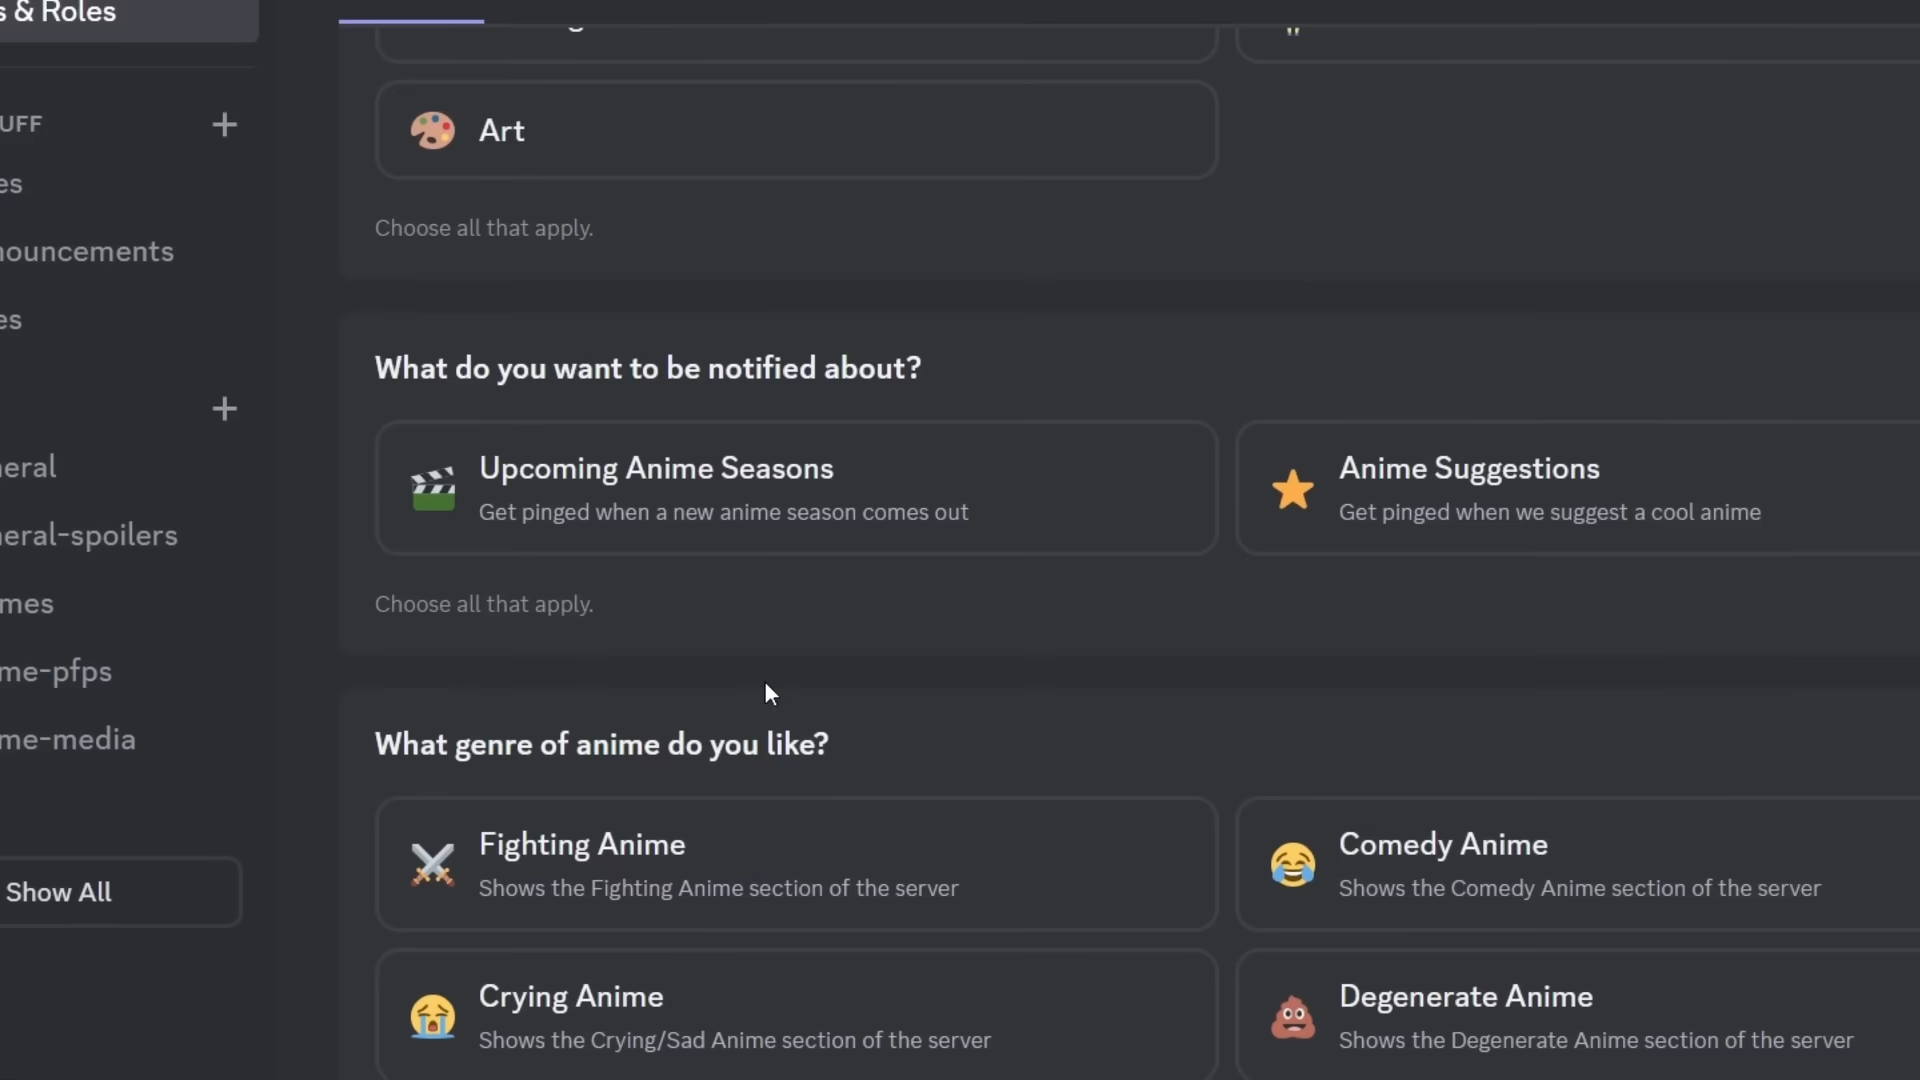 & Roles
Art
Choose all that apply.
What do you want to be notified about?
Upcoming Anime Seasons
Get pinged when a new anime season comes out
Anime Suggestions
Get pinged when we suggest a cool anime
Choose all that apply.
What genre of anime do you like?
Fighting Anime
Shows the Fighting Anime section of the server
Comedy Anime
Shows the Comedy Anime section of the server
Crying Anime
Shows the Crying/Sad Anime section of the server
Degenerate Anime
Shows the Degenerate Anime section of the server
UFF
es
nouncements
es
eral
eral-spoilers
mes
me-pfps
me-media
Show All